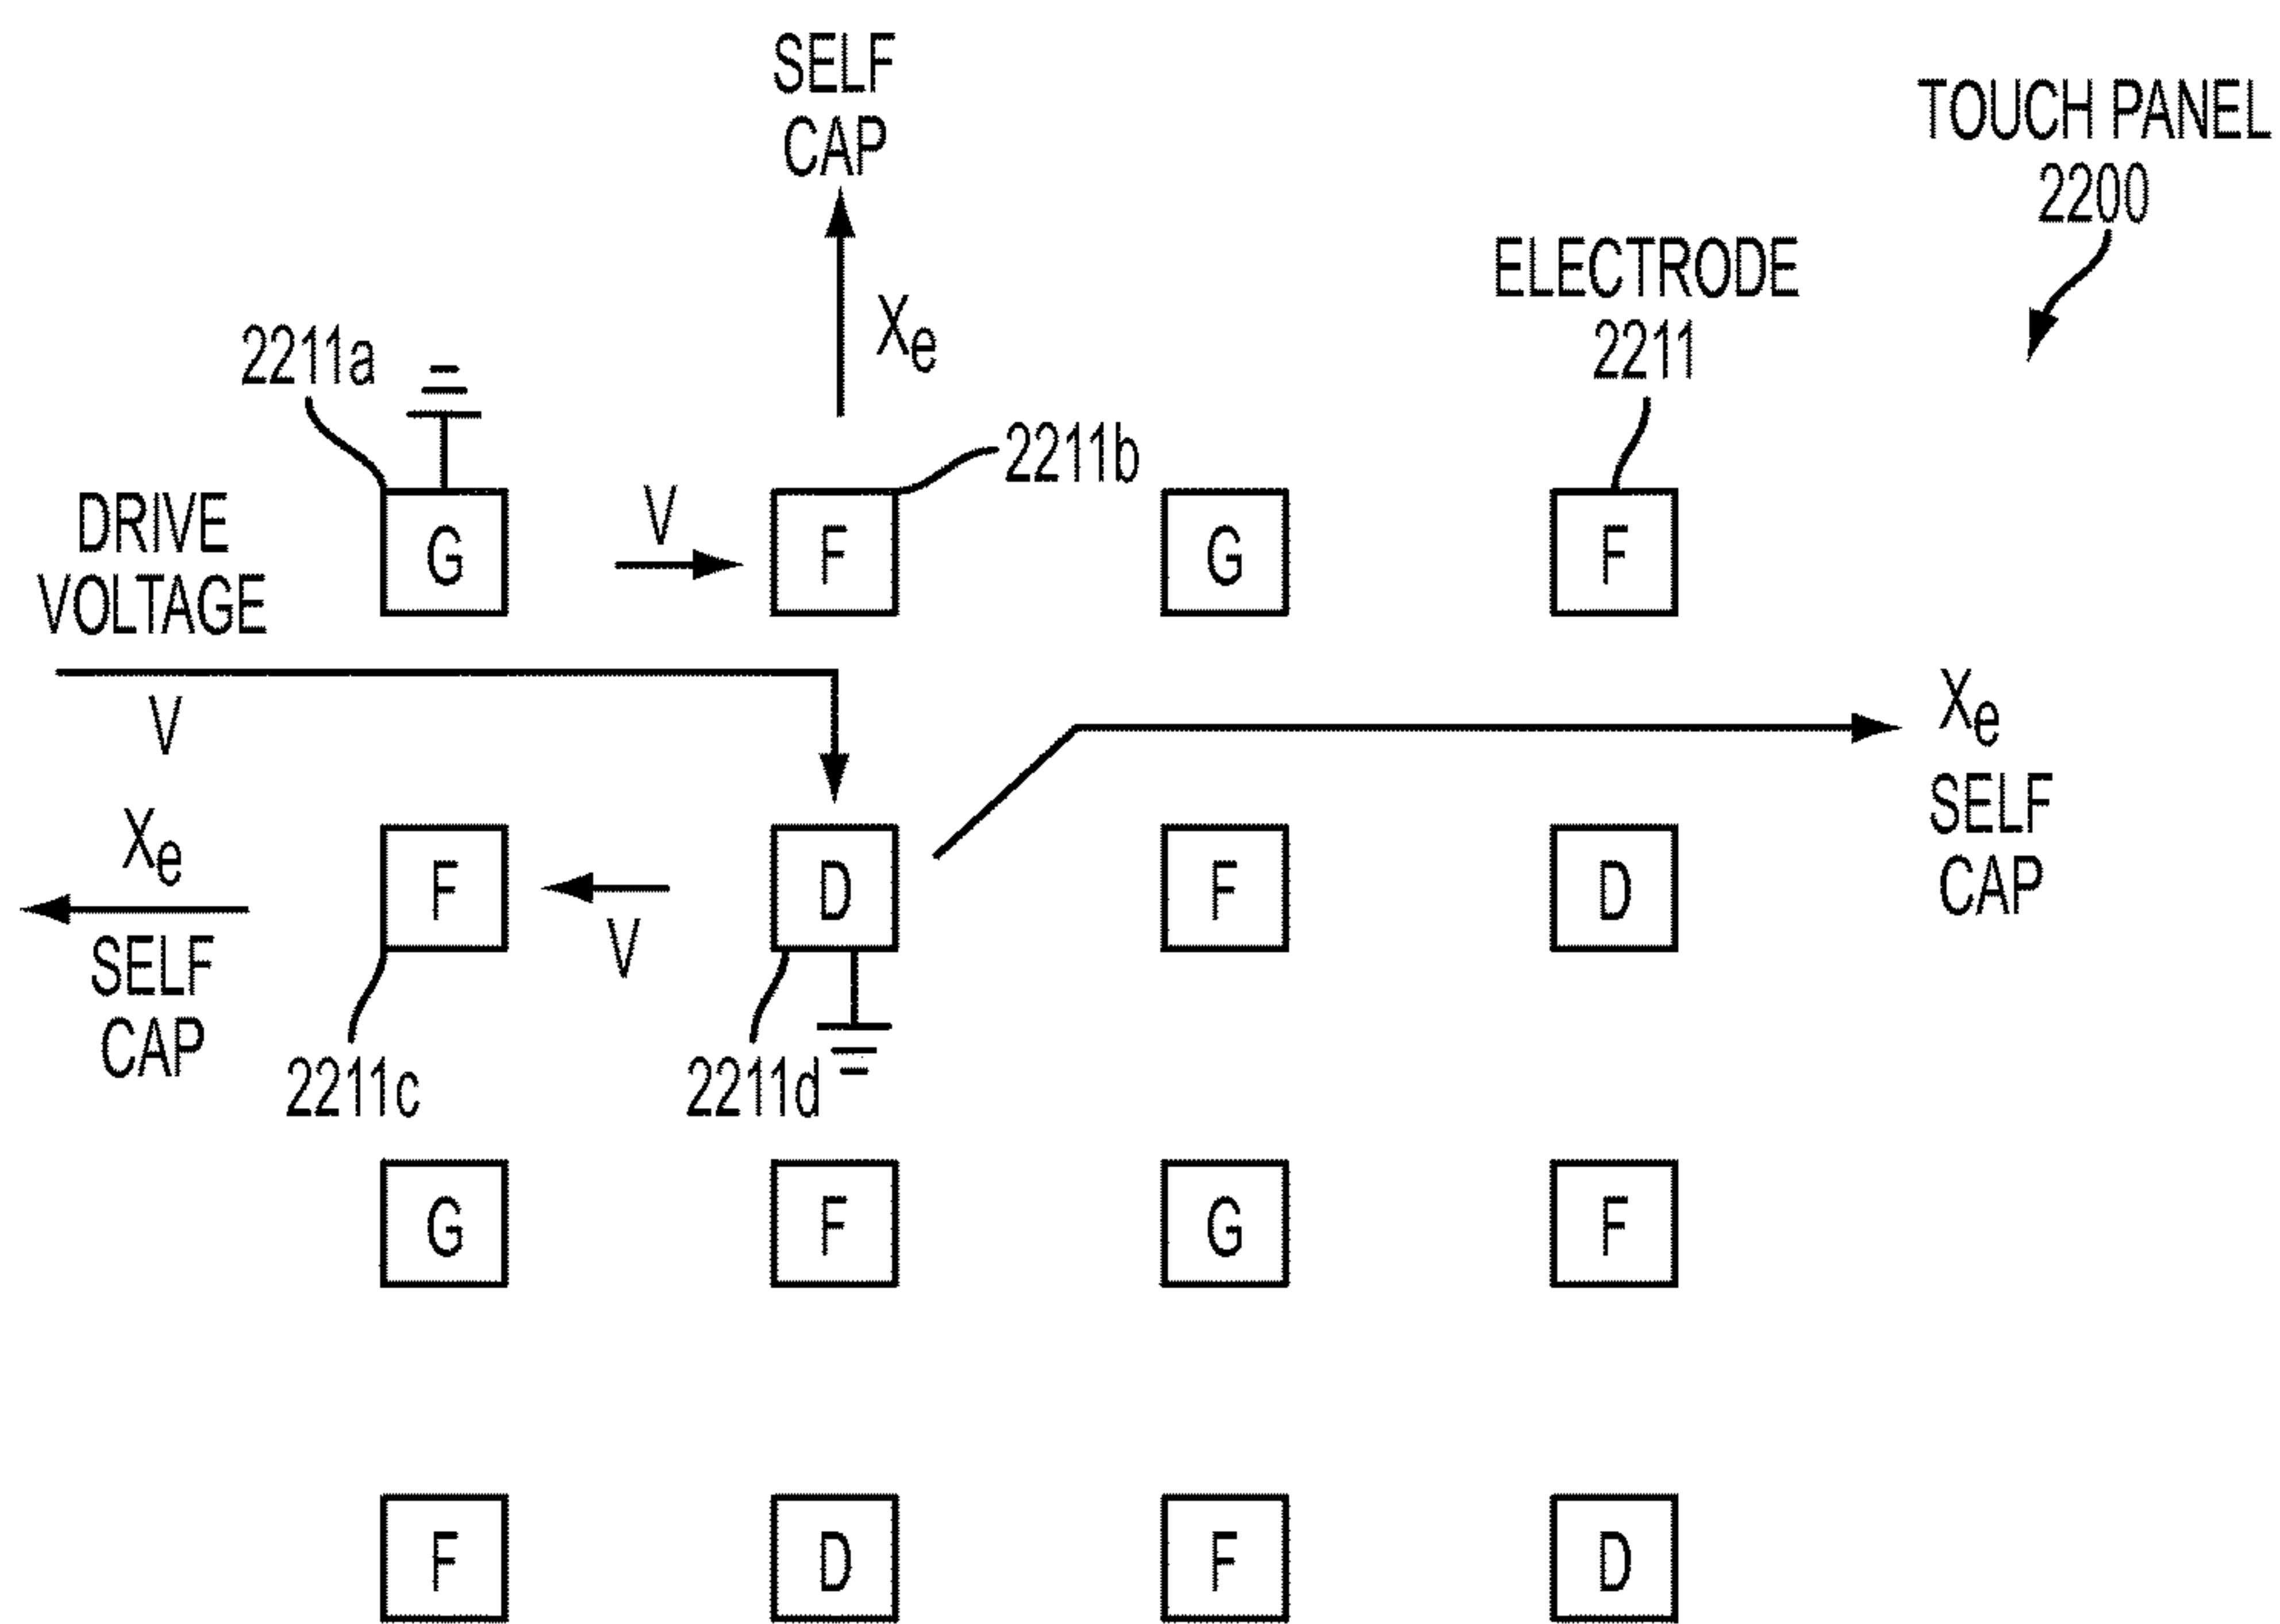 SELF
CAP
TOUCH PANEL
2200
ELECTRODE
2211
Xe
2211a
2211b
DRIVE
VOLTAGE
V
G
F
G
F
V
Xe
SELF
CAP
Xe
SELF
CAP
F
V
D
F
D
2211c
2211d
G
F
G
F
F
D
F
D